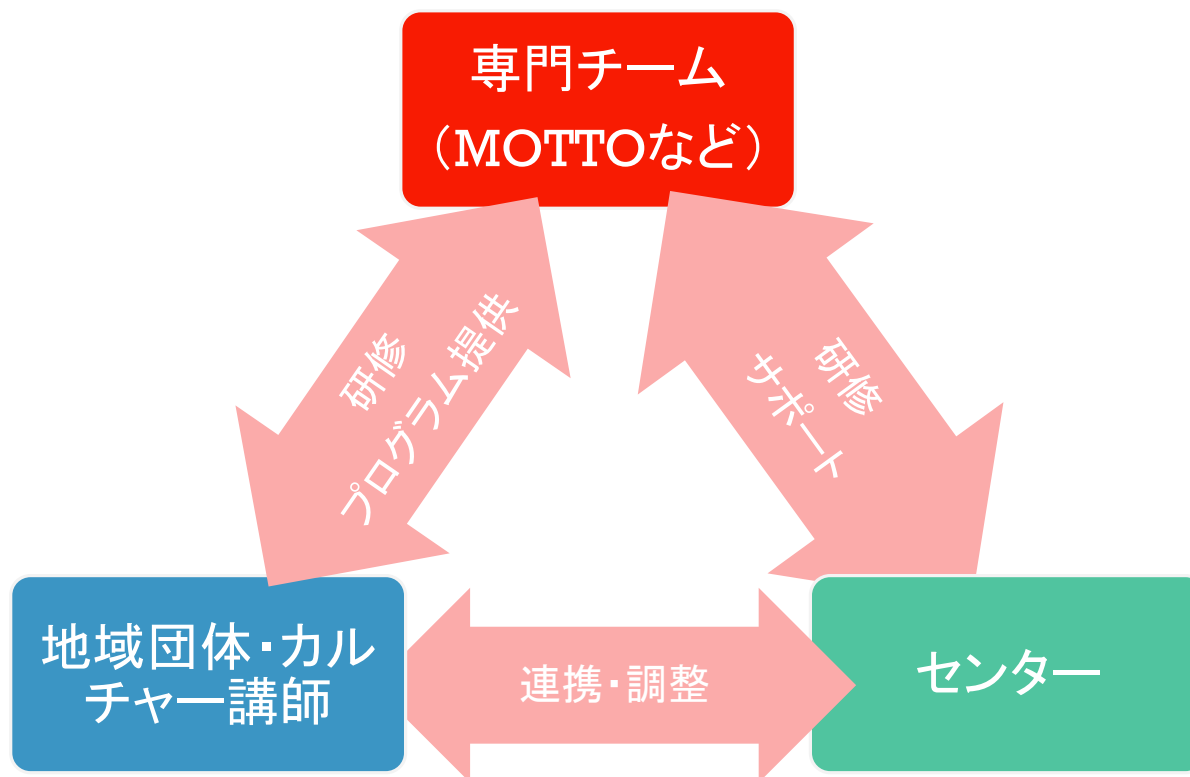 専門チーム
（MOTTOなど）
研修
プログラム提供
研修
サポート
地域団体・カル
チャー講師
連携・調整
センター